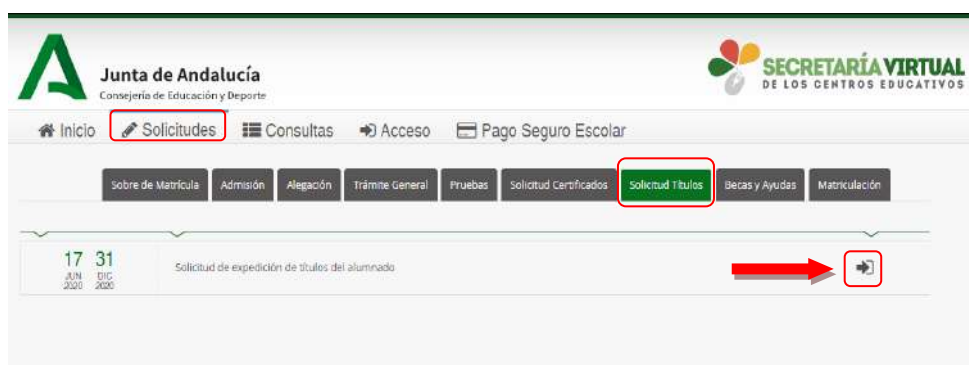 Junta de Andalucía
Consejería de Educación y Deporte
SECRETARÍA VIRTUAL
DE LOS CENTROS EDUCATIVOS
Inicio Solicitudes Consultas Acceso Pago Seguro Escolar
Sobre de Matrícula Admisión Alegación Trámite General Pruebas Solicitud Certificados Solicitud Títulos Becas y Ayudas Matriculación
17 31
JUN DIC
2020 2020
Solicitud de expedición de títulos del alumnado